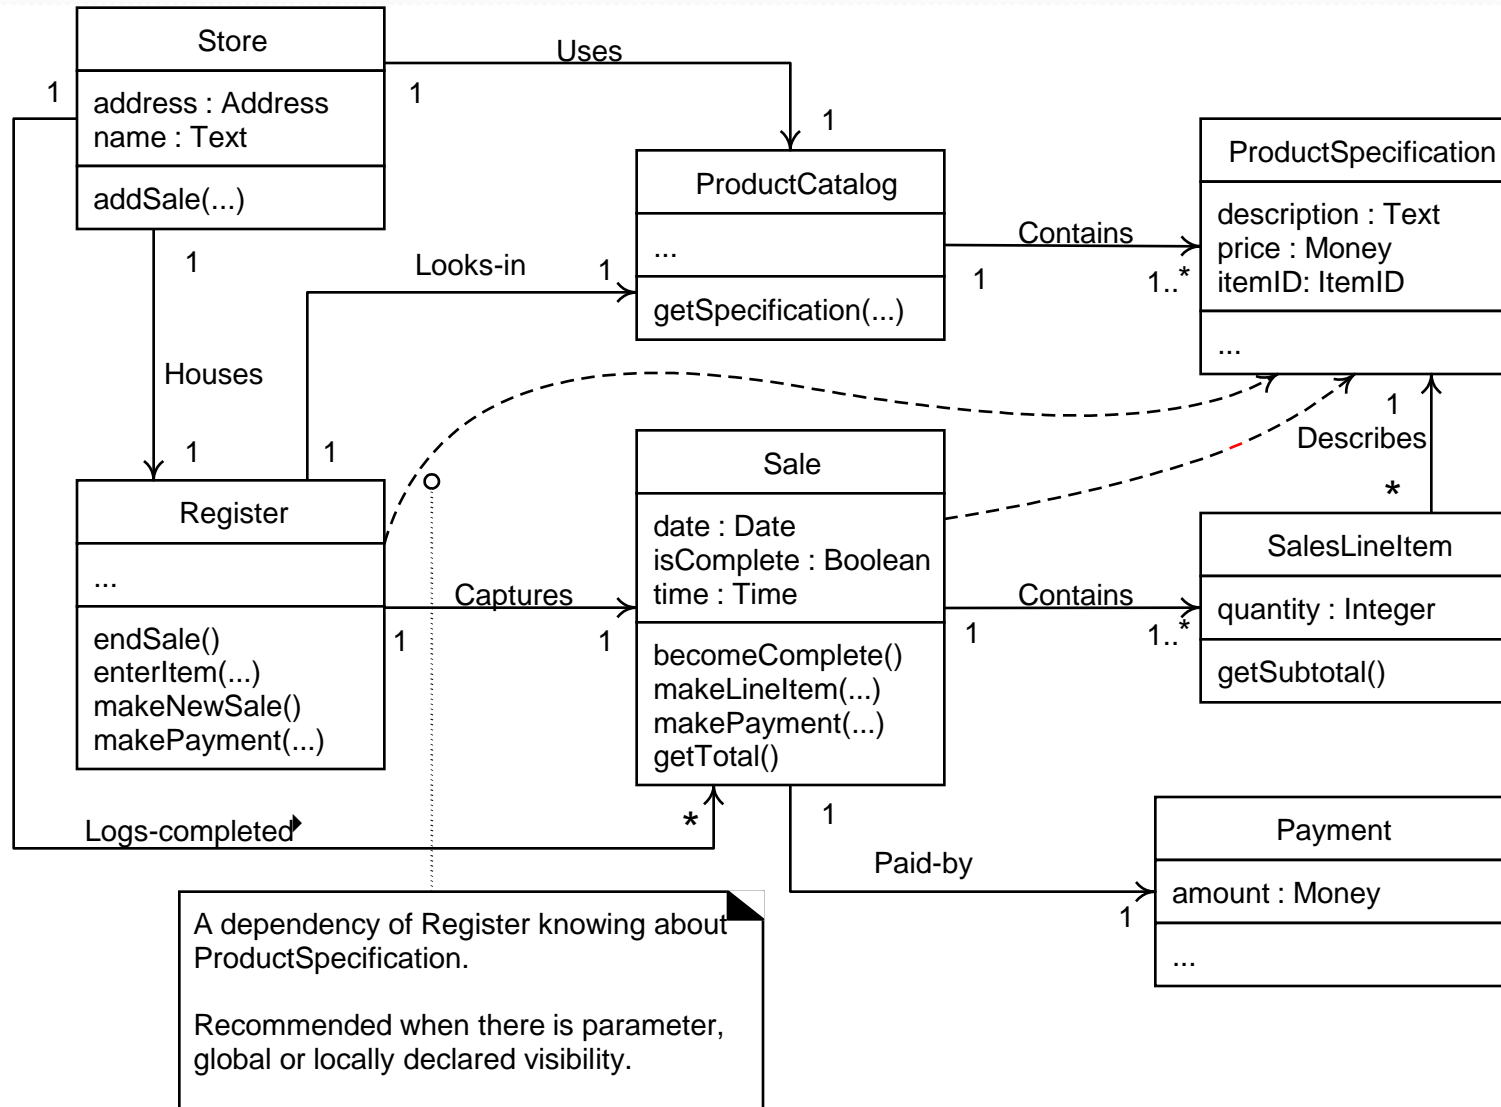 Store
address : Address
name : Text
addSale(...)
1
1
Uses
1
ProductCatalog
...
getSpecification(...)
ProductSpecification
description : Text
price : Money
itemID: ItemID
...
Contains
1
1..*
1
Houses
1
Looks-in
1
1
Register
...
endSale()
enterItem(...)
makeNewSale()
makePayment(...)
Captures
1
1
Sale
date : Date
isComplete : Boolean
time : Time
becomeComplete()
makeLineItem(...)
makePayment(...)
getTotal()
1
Describes
*
SalesLineItem
quantity : Integer
getSubtotal()
Contains
1
1..*
Logs-completed
*
1
Paid-by
1
Payment
amount : Money
...
A dependency of Register knowing about
ProductSpecification.
Recommended when there is parameter,
global or locally declared visibility.